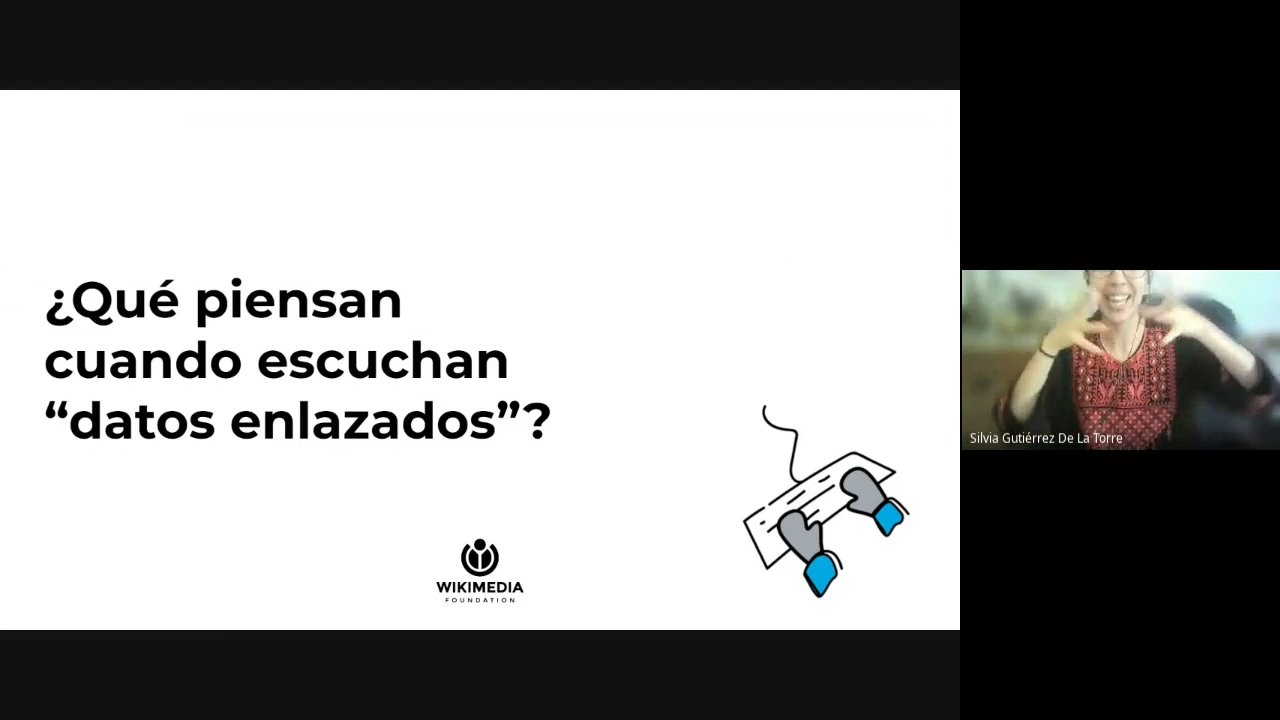 ¿Qué piensan
cuando escuchan
“datos enlazados”?
WIKIMEDIA
FOUNDATION
Silvia Gutiérrez De La Torre